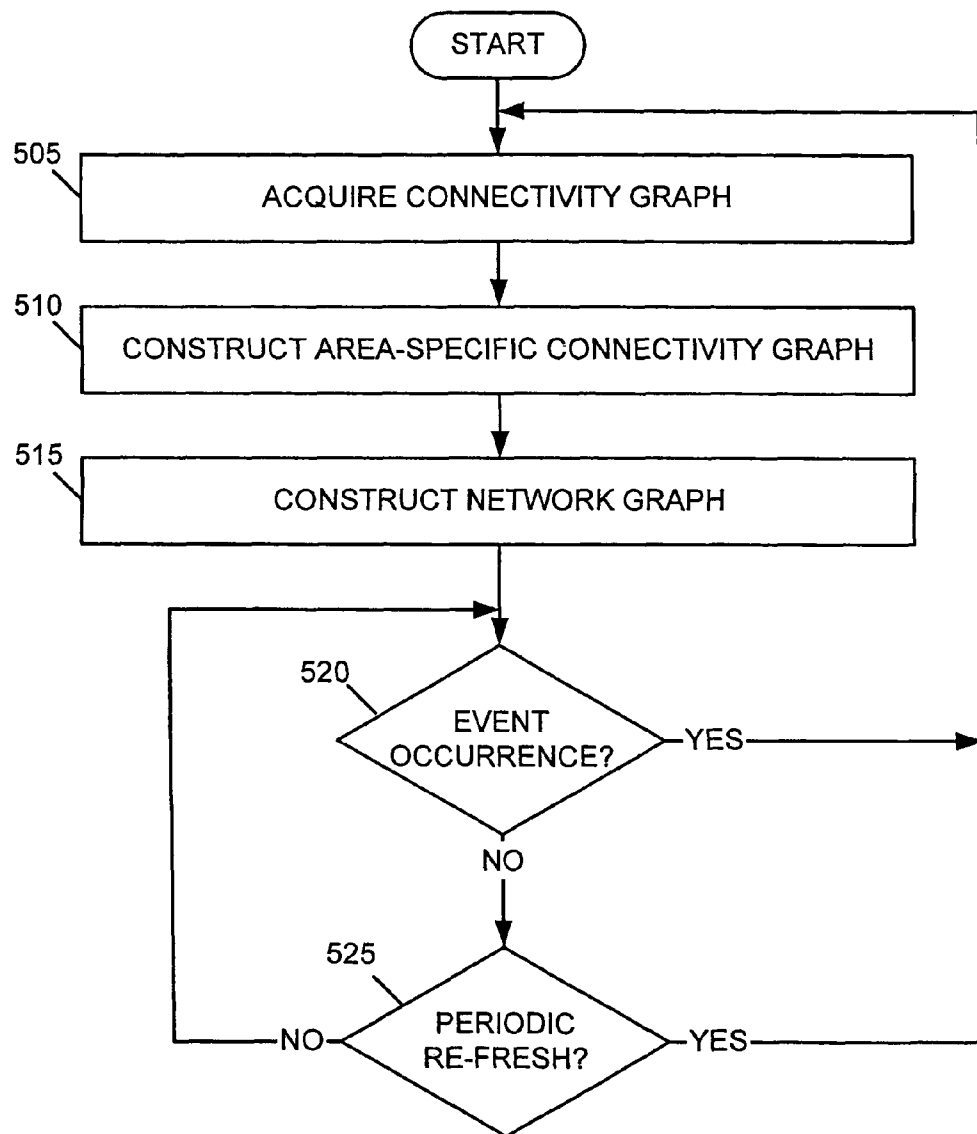 START
505
ACQUIRE CONNECTIVITY GRAPH
510
CONSTRUCT AREA-SPECIFIC CONNECTIVITY GRAPH
515
CONSTRUCT NETWORK GRAPH
520
EVENT
OCCURRENCE?
YES
NO
525
PERIODIC
RE-FRESH?
NO
YES